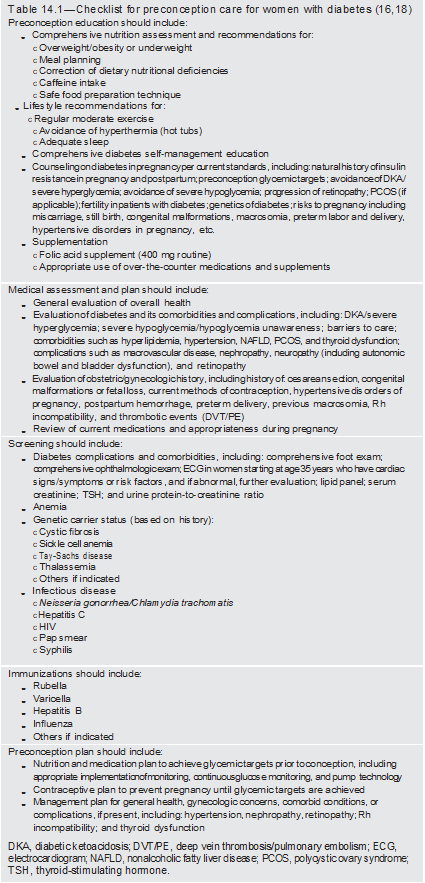 Table 14.1—Checklist for preconception care for women with diabetes (16,18)
Preconception education should include:
Comprehensive nutrition assessment and recommendations for:
c Overweight/obesity or underweight
c Meal planning
c Correction of dietary nutritional deficiencies
c Caffeine intake
c Safe food preparation technique
Lifestyle recommendations for:
c Regular moderate exercise
c Avoidance of hyperthermia (hot tubs)
c Adequate sleep
Comprehensive diabetes self-management education
Counseling on diabetes in pregnancy per current standards, including: natural history of insulin
resistance in pregnancy and postpartum; preconception glycemic targets; avoidance of DKA/
severe hyperglycemia; avoidance of severe hypoglycemia; progression of retinopathy; PCOS (if
applicable); fertility in patients with diabetes; genetics of diabetes; risks to pregnancy including
miscarriage, still birth, congenital malformations, macrosomia, preterm labor and delivery,
hypertensive disorders in pregnancy, etc.
Supplementation
c Folic acid supplement (400 mg routine)
c Appropriate use of over-the-counter medications and supplements
Medical assessment and plan should include:
General evaluation of overall health
Evaluation of diabetes and its comorbidities and complications, including: DKA/severe
hyperglycemia; severe hypoglycemia/hypoglycemia unawareness; barriers to care;
comorbidities such as hyperlipidemia, hypertension, NAFLD, PCOS, and thyroid dysfunction;
complications such as macrovascular disease, nephropathy, neuropathy (including autonomic
bowel and bladder dysfunction), and retinopathy
Evaluation of obstetric/gynecologic history, including history of: cesarean section, congenital
malformations or fetal loss, current methods of contraception, hypertensive disorders of
pregnancy, postpartum hemorrhage, preterm delivery, previous macrosomia, Rh
incompatibility, and thrombotic events (DVT/PE)
Review of current medications and appropriateness during pregnancy
Screening should include:
Diabetes complications and comorbidities, including: comprehensive foot exam;
comprehensive ophthalmologic exam; ECG in women starting at age 35 years who have cardiac
signs/symptoms or risk factors, and if abnormal, further evaluation; lipid panel; serum
creatinine; TSH; and urine protein-to-creatinine ratio
Anemia
Genetic carrier status (based on history):
c Cystic fibrosis
c Sickle cell anemia
c Tay-Sachs disease
c Thalassemia
c Others if indicated
Infectious disease
c Neisseria gonorrhea/Chlamydia trachomatis
c Hepatitis C
c HIV
c Pap smear
c Syphilis
Immunizations should include:
Rubella
Varicella
Hepatitis B
Influenza
Others if indicated
Preconception plan should include:
Nutrition and medication plan to achieve glycemic targets prior to conception, including
appropriate implementation of monitoring, continuous glucose monitoring, and pump technology
Contraceptive plan to prevent pregnancy until glycemic targets are achieved
Management plan for general health, gynecologic concerns, comorbid conditions, or
complications, if present, including: hypertension, nephropathy, retinopathy; Rh
incompatibility; and thyroid dysfunction
DKA, diabetic ketoacidosis; DVT/PE, deep vein thrombosis/pulmonary embolism; ECG,
electrocardiogram; NAFLD, nonalcoholic fatty liver disease; PCOS, polycystic ovary syndrome;
TSH, thyroid-stimulating hormone.